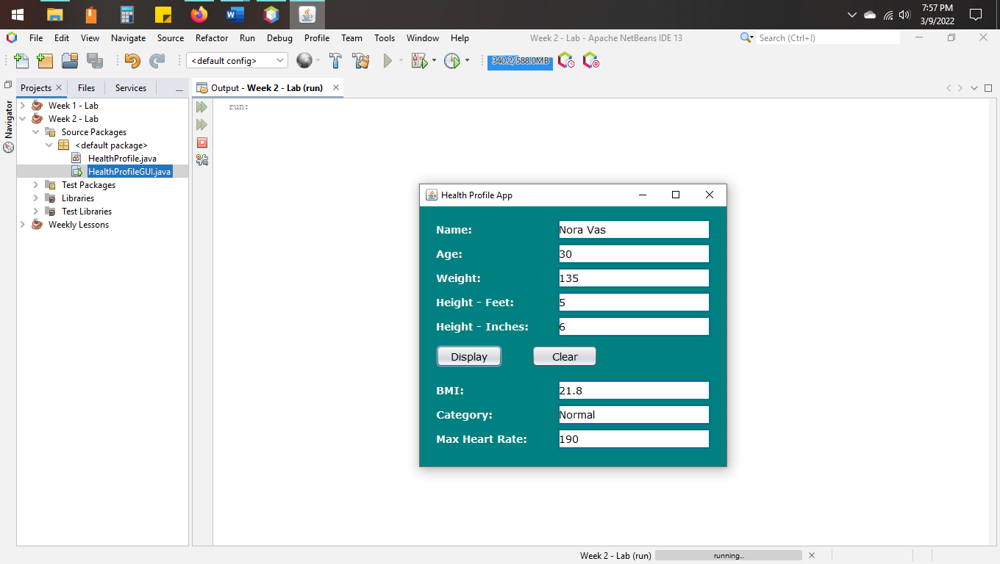 7:57 PM
3/9/2022
File Edit View Navigate Source Refactor Run Debug Profile Team Tools Window Help Week 2 - Lab - Apache NetBeans IDE 13 Search (Ctrl+I)
<default config> 340.2/588.0MB
Projects Files Services Output - Week 2 - Lab (run)
Navigator
Week 1 - Lab
Week 2 - Lab
Source Packages
<default package>
HealthProfile.java
HealthProfileGUI.java
Test Packages
Libraries
Test Libraries
Weekly Lessons
run:
Health Profile App
Name: Nora Vas
Age: 30
Weight: 135
Height - Feet: 5
Height - Inches: 6
Display Clear
BMI: 21.8
Category: Normal
Max Heart Rate: 190
Week 2 - Lab (run) running...